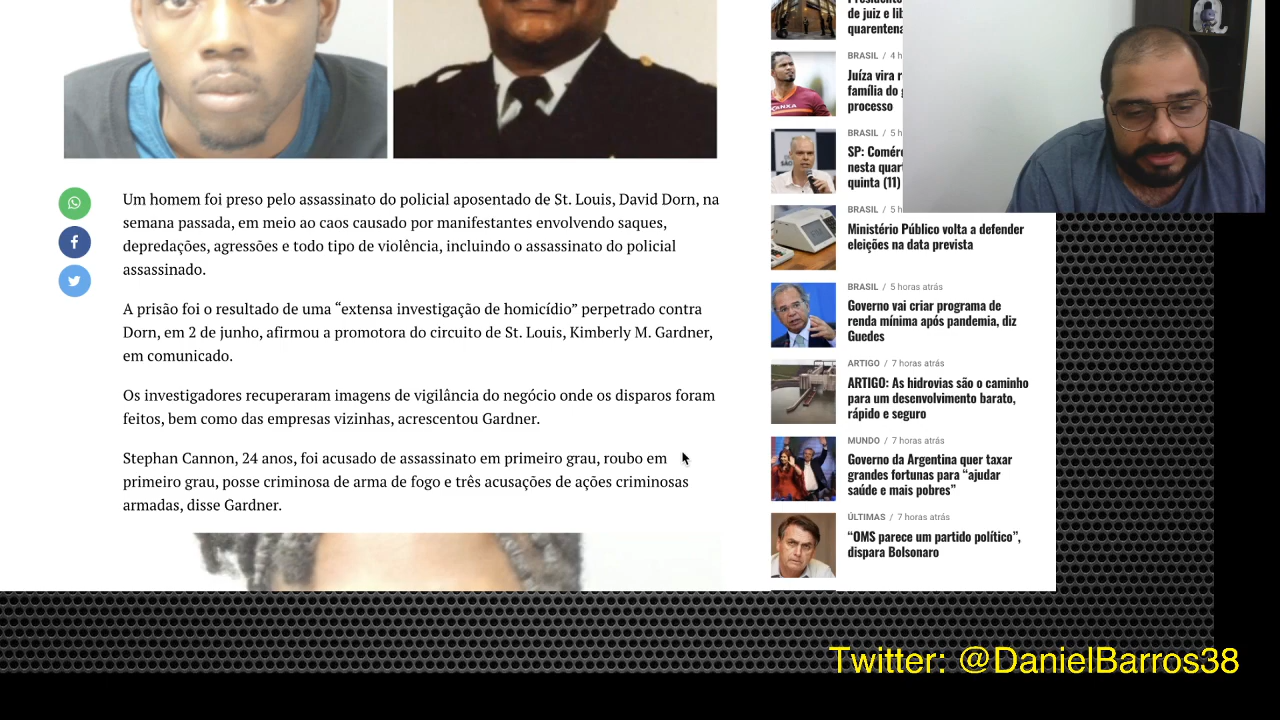 Um homem foi preso pelo assassinato do policial aposentado de St. Louis, David Dorn, na
semana passada, em meio ao caos causado por manifestantes envolvendo saques,
depredações, agressões e todo tipo de violência, incluindo o assassinato do policial
assassinado.
A prisão foi o resultado de uma “extensa investigação de homicídio” perpetrado contra
Dorn, em 2 de junho, afirmou a promotora do circuito de St. Louis, Kimberly M. Gardner,
em comunicado.
Os investigadores recuperaram imagens de vigilância do negócio onde os disparos foram
feitos, bem como das empresas vizinhas, acrescentou Gardner.
Stephan Cannon, 24 anos, foi acusado de assassinato em primeiro grau, roubo em
primeiro grau, posse criminosa de arma de fogo e três acusações de ações criminosas
armadas, disse Gardner.
de juiz e
quarentena
BRASIL / 4
Juíza vira
família do
processo
BRASIL / 5
SP:
nesta
quinta (11)
BRASIL / 5
Ministério Público volta a defender
eleições na data prevista
BRASIL / 5 horas atrás
Governo vai criar programa de
renda mínima após pandemia, diz
Guedes
ARTIGO / 7 horas atrás
ARTIGO: As hidrovias são o caminho
para um desenvolvimento barato,
rápido e seguro
MUNDO / 7 horas atrás
Governo da Argentina quer taxar
grandes fortunas para “ajudar
saúde e mais pobres”
ÚLTIMAS / 7 horas atrás
“OMS parece um partido político”,
dispara Bolsonaro
Twitter: @DanielBarros38